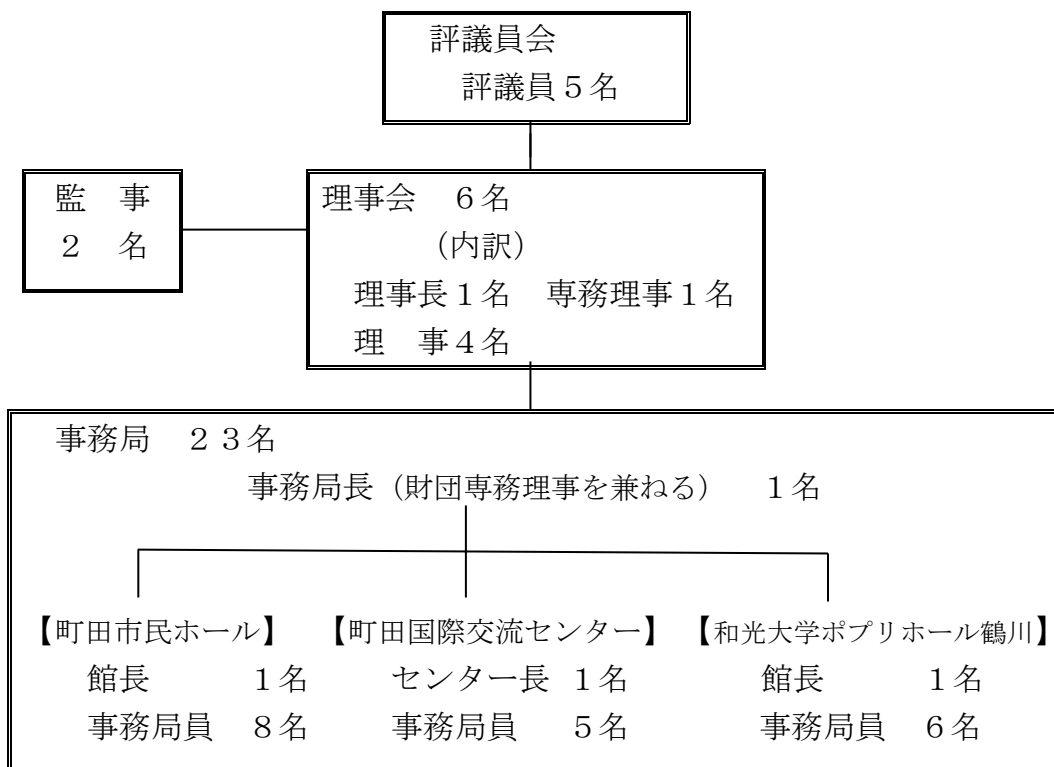 評議員会
評議員５名
監　事
２　名
理事会　６名
（内訳）
理事長１名　専務理事１名
理　事４名
事務局　２３名
事務局長（財団専務理事を兼ねる）　１名
【町田市民ホール】
館長　１名
事務局員　８名
【町田国際交流センター】
センター長　１名
事務局員　５名
【和光大学ポプリホール鶴川】
館長　１名
事務局員　６名